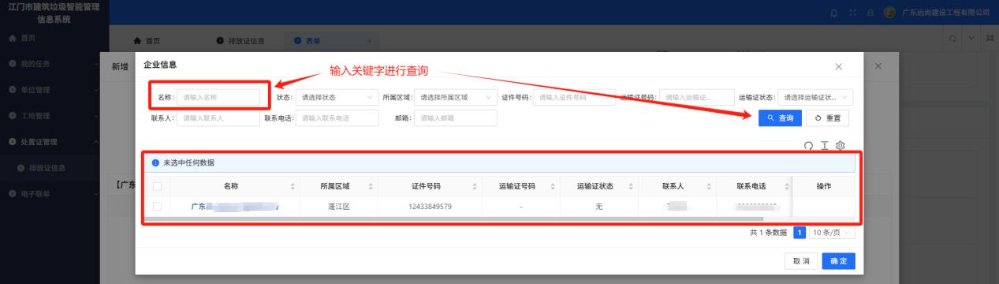 江门市建筑垃圾智能管理
信息系统
广东远尚建设工程有限公司
首页
首页
排放证信息
表单
×
我的任务
新增
企业信息
输入关键字进行查询
单位管理
名称: 请输入名称 状态: 请选择状态 所属区域: 请选择所属区域 证件号码: 请输入证件号码 运输证号码: 请输入运输证... 运输证状态: 请选择运输证状...
工地管理
联系人: 请输入联系人 联系电话: 请输入联系电话 邮箱: 请输入邮箱 查询 重置
处置证管理
排放证信息
未选中任何数据
【广东
名称 所属区域 证件号码 运输证号码 运输证状态 联系人 联系电话 操作
电子联单
广东 蓬江区 12433849579 - 无
共 1 条数据 1 10 条/页
取 消 确 定